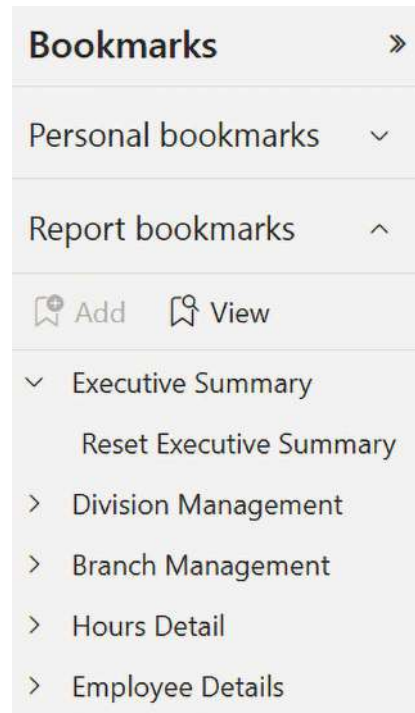 Bookmarks
Personal bookmarks
Report bookmarks
Add View
Executive Summary
Reset Executive Summary
Division Management
Branch Management
Hours Detail
Employee Details